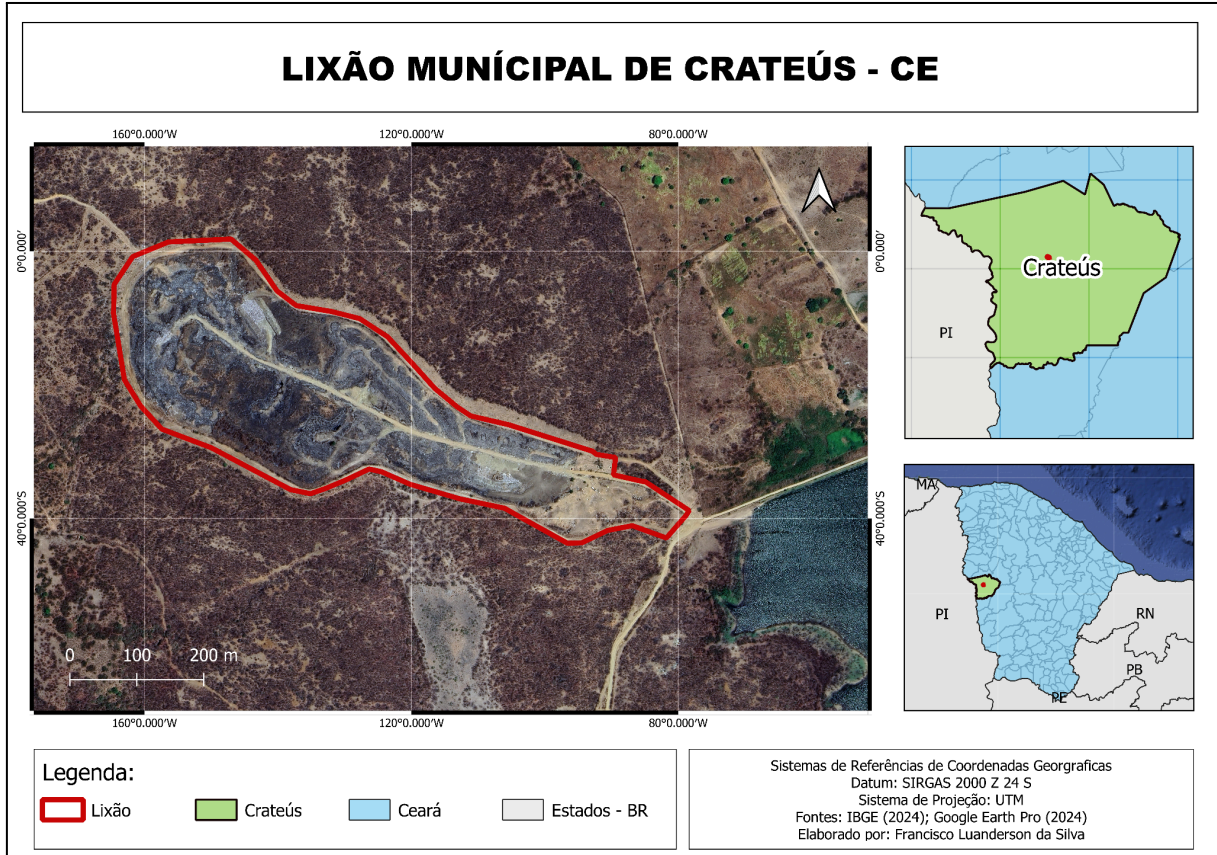 LIXÃO MUNÍCIPAL DE CRATEÚS - CE
160°0.000'W
120°0.000'W
80°0.000'W
0°0.000'
0°0.000'
40°0.000'S
40°0.000'S
0 100 200 m
160°0.000'W
120°0.000'W
80°0.000'W
Crateús
PI
MA
PI
RN
PB
PE
Legenda:
Lixão
Crateús
Ceará
Estados - BR
Sistemas de Referências de Coordenadas Georgraficas
Datum: SIRGAS 2000 Z 24 S
Sistema de Projeção: UTM
Fontes: IBGE (2024); Google Earth Pro (2024)
Elaborado por: Francisco Luanderson da Silva